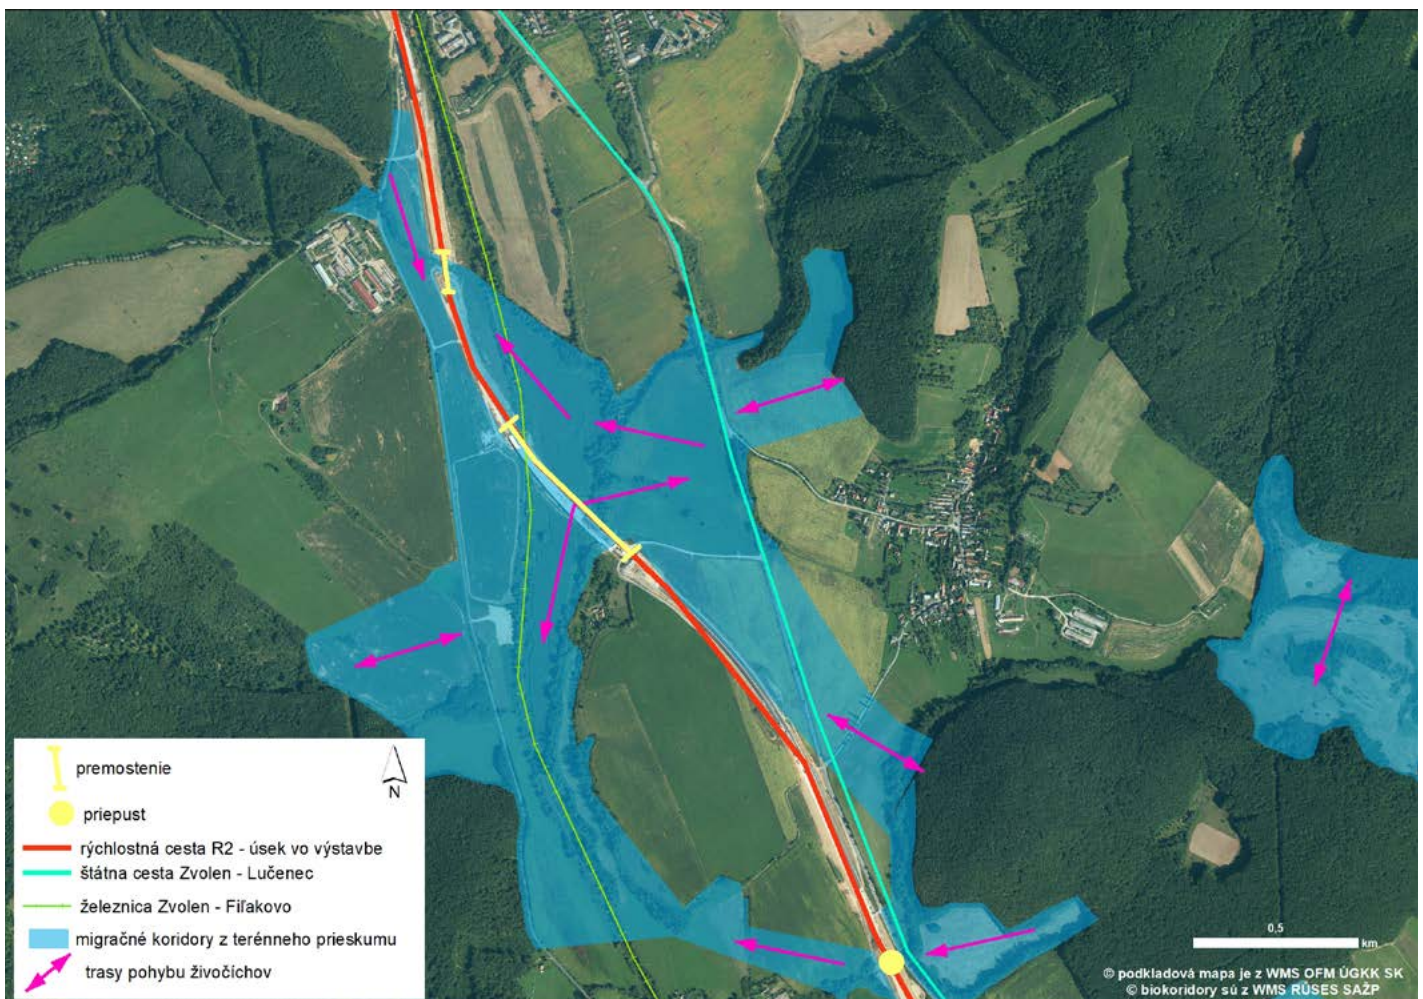 premostenie
N
priepust
rýchlostná cesta R2 - úsek vo výstavbe
štátna cesta Zvolen - Lučenec
železnica Zvolen - Fiľakovo
migračné koridory z terénneho prieskumu
trasy pohybu živočíchov
0,5
km
© podkladová mapa je z WMS OFM ÚGKK SK
© biokoridory sú z WMS RÚSES SAŽP